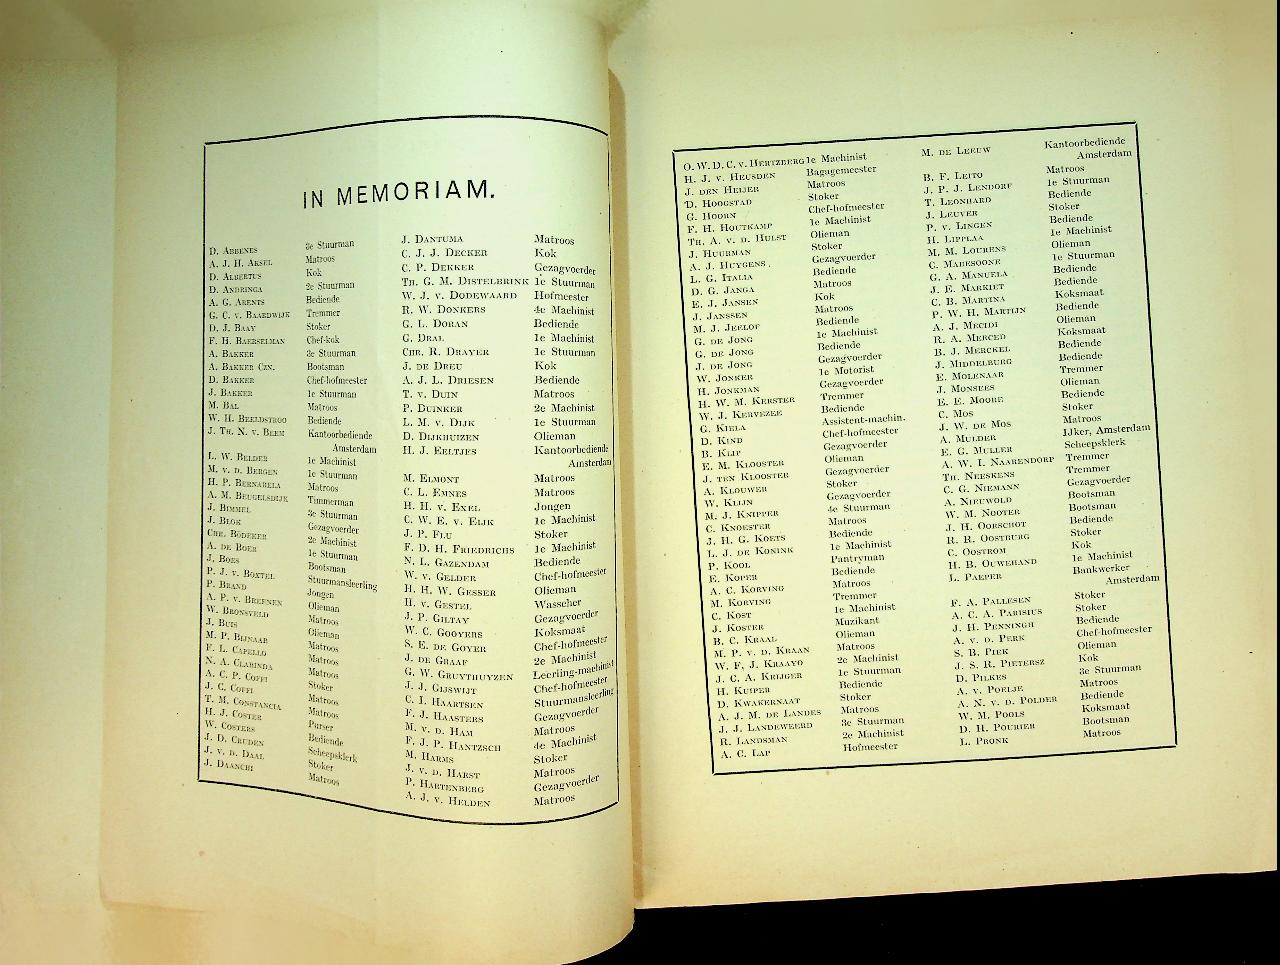 IN MEMORIAM.
D. ABBENES 3e Stuurman
A. J. H. AKSEL Matroos
D. ALBERTUS Kok
D. ANDRINGA 2e Stuurman
A. G. ARENTS Bediende
G. C. v. BAARDWIJK Tremmer
D. J. BAAY Stoker
F. H. BAERSELMAN Chef-kok
A. BAKKER 3e Stuurman
A. BAKKER CZN. Bootsman
D. BAKKER Chef-hofmeester
J. BAKKER 1e Stuurman
M. BAL Matroos
W. H. BEELDSTROO Bediende
J. TH. N. v. BEEM Kantoorbediende
Amsterdam
L. W. BELDER 1e Machinist
M. v. D. BERGEN 1e Stuurman
H. P. BERNABELA Matroos
A. M. BEUGELSDIJK Timmerman
J. BIMMEL 3e Stuurman
J. BLOK Gezagvoerder
CHR. BÖDEKER 2e Machinist
A. DE BOER 1e Stuurman
J. BOES Bootsman
P. J. v. BOXTEL Stuurmansleerling
P. BRAND Jongen
A. P. v. BREENEN Olieman
W. BRONSVELD Matroos
J. BUIS Olieman
M. P. BIJNAAR Matroos
F. L. CAPELLO Matroos
N. A. CLARINDA Matroos
A. C. P. COFFI Stoker
J. C. COFFI Matroos
T. M. CONSTANCIA Matroos
H. J. COSTER Purser
W. COSTERS Bediende
J. D. CRUDEN Scheepsklerk
J. v. D. DAAL Stoker
J. DAANCHI Matroos
J. DANTUMA Matroos
C. J. J. DECKER Kok
C. P. DEKKER Gezagvoerder
TH. G. M. DISTELBRINK 1e Stuurman
W. J. v. DODEWAARD Hofmeester
R. W. DONKERS 4e Machinist
G. L. DORAN Bediende
G. DRAL 1e Machinist
CHR. R. DRAYER 1e Stuurman
J. DE DREU Kok
A. J. L. DRIESEN Bediende
T. v. DUIN Matroos
P. DUINKER 2e Machinist
L. M. v. DIJK 1e Stuurman
D. DIJKHUIZEN Olieman
H. J. EELTJES Kantoorbediende
Amsterdam
M. ELMONT Matroos
C. L. EMNES Matroos
H. H. v. EXEL Jongen
C. W. E. v. EIJK 1e Machinist
J. P. FLU Stoker
F. D. H. FRIEDRICHS 1e Machinist
N. L. GAZENDAM Bediende
W. v. GELDER Chef-hofmeester
H. H. W. GESSER Olieman
H. v. GESTEL Wasscher
J. P. GILTAY Gezagvoerder
W. C. GOOYERS Koksmaat
S. E. DE GOYER Chef-hofmeester
J. DE GRAAF 2e Machinist
G. W. GRUYTHUYZEN Leerling-machinist
J. J. GIJSWIJT Chef-hofmeester
C. I. HAARTSEN Stuurmansleerling
F. J. HAASTERS Gezagvoerder
M. v. D. HAM Matroos
F. J. P. HANTZSCH 4e Machinist
M. HARMS Stoker
J. v. D. HARST Matroos
P. HARTENBERG Gezagvoerder
A. J. v. HELDEN Matroos
O. W. D. C. v. HERTZBERG 1e Machinist
H. J. v. HEUSDEN Bagagemeester
J. DEN HEIJER Matroos
D. HOOGSTAD Stoker
G. HOORN Chef-hofmeester
F. H. HOUTKAMP 1e Machinist
TH. A. v. D. HULST Olieman
J. HUURMAN Stoker
A. J. HUYGENS Gezagvoerder
L. G. ITALIA Bediende
D. G. JANGA Matroos
E. J. JANSEN Kok
J. JANSSEN Matroos
M. J. JEELOF Bediende
G. DE JONG 1e Machinist
G. DE JONG Bediende
J. DE JONG Gezagvoerder
W. JONKER 1e Motorist
H. JONKMAN Gezagvoerder
H. W. M. KERSTER Tremmer
W. J. KERVEZEE Bediende
G. KIELA Assistent-machin.
D. KIND Chef-hofmeester
B. KLIP Gezagvoerder
E. M. KLOOSTER Olieman
J. TEN KLOOSTER Gezagvoerder
A. KLOUWER Stoker
W. KLIJN Gezagvoerder
M. J. KNIPPER 4e Stuurman
C. KNOESTER Matroos
J. H. G. KOETS Bediende
L. J. DE KONINK 1e Machinist
P. KOOL Pantryman
E. KOPER Bediende
A. C. KORVING Matroos
M. KORVING Tremmer
C. KOST 1e Machinist
J. KOSTER Muzikant
B. C. KRAAL Olieman
M. P. v. D. KRAAN Matroos
W. F. J. KRAAYO 2e Machinist
J. C. A. KREIJGER 1e Stuurman
H. KUIPER Bediende
D. KWAKERNAAT Stoker
A. J. M. DE LANDES Matroos
J. J. LANDEWEERD 3e Stuurman
R. LANDSMAN 2e Machinist
A. C. LAP Hofmeester
M. DE LEEUW Kantoorbediende
Amsterdam
B. F. LEITO Matroos
J. P. J. LENDORF 1e Stuurman
T. LEONHARD Bediende
J. LEUVER Stoker
P. v. LINGEN Bediende
H. LIPPLAA 1e Machinist
M. M. LOURENS Olieman
C. MADESOONE 1e Stuurman
G. A. MANUELA Bediende
J. E. MARKIET Bediende
C. B. MARTINA Koksmaat
P. W. H. MARTIJN Bediende
A. J. MECIDI Olieman
R. A. MERCED Koksmaat
B. J. MERCKEL Bediende
J. MIDDELBURG Bediende
E. MOLENAAR Tremmer
J. MONSEES Olieman
E. E. MOORE Bediende
C. MOS Stoker
J. W. DE MOS Matroos
A. MULDER IJker, Amsterdam
E. G. MULLER Scheepsklerk
A. W. I. NAARENDORP Tremmer
TH. NEESKENS Tremmer
C. G. NIEMANN Gezagvoerder
A. NIEUWOLD Bootsman
W. M. NOOTER Bootsman
J. H. OORSCHOT Bediende
R. R. OOSTBURG Stoker
C. OOSTROM Kok
H. B. OUWEHAND 1e Machinist
L. PAEPER Bankwerker
Amsterdam
F. A. PALLESEN Stoker
A. C. A. PARISIUS Stoker
J. H. PENNINGH Bediende
A. v. D. PERK Chef-hofmeester
S. B. PIEK Olieman
J. S. R. PIETERSZ Kok
D. PILKES 3e Stuurman
A. v. POELJE Matroos
A. N. v. D. POLDER Bediende
W. M. POOLS Koksmaat
D. H. POURIER Bootsman
L. PRONK Matroos